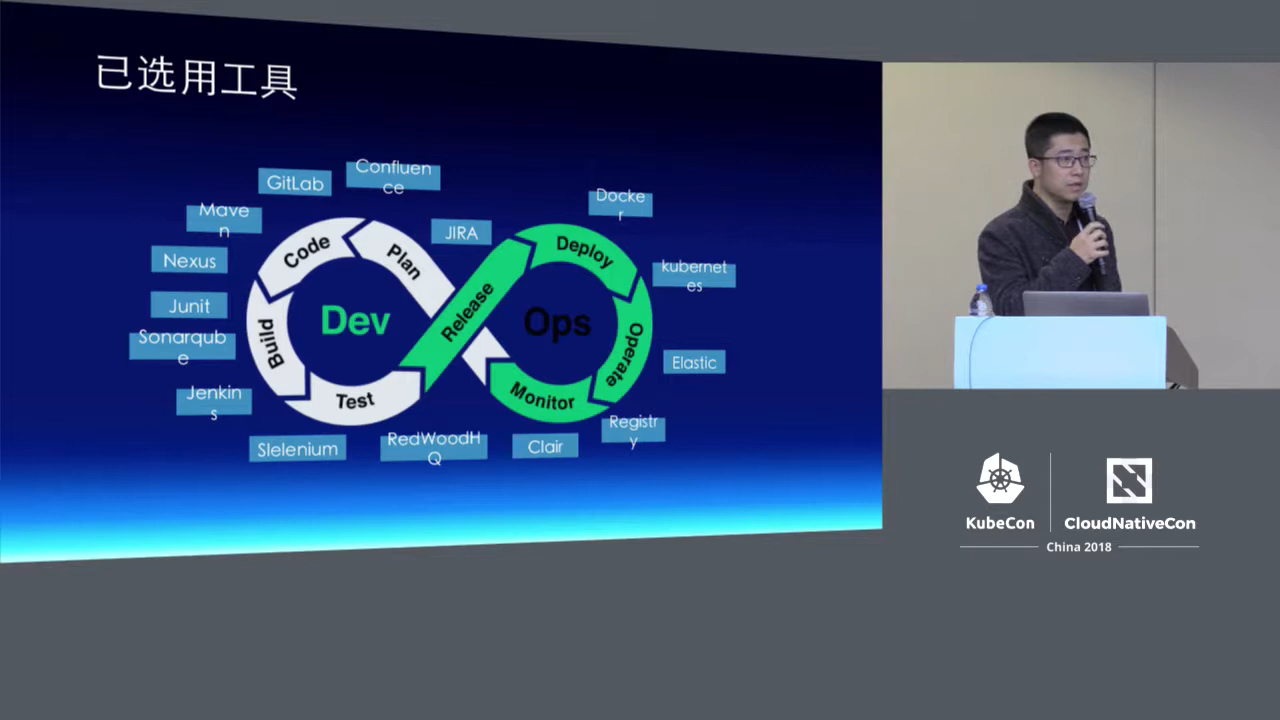 已选用工具
Confluen
ce
GitLab
Docke
r
Mave
n
JIRA
Nexus
Code
Plan
Deploy
kubernet
es
Junit
Release
Dev
Ops
Sonarqub
e
Build
Operate
Elastic
Jenkin
s
Test
Monitor
Registr
y
Slelenium
RedWoodH
Q
Clair
KubeCon
CloudNativeCon
China 2018